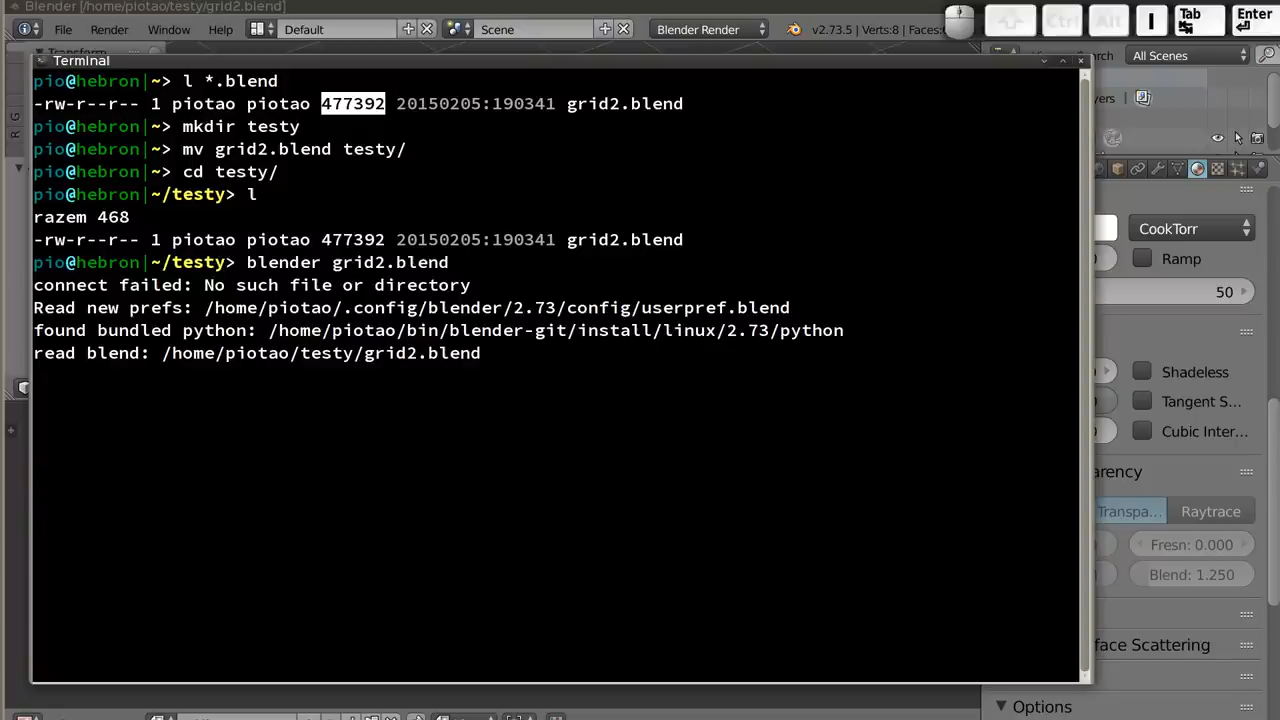 Blender [/home/piotao/testy/grid2.blend]
File Render Window Help Default Scene Blender Render v2.73.5 | Verts:8 | Faces:
Tab Enter
Transform
Terminal
All Scenes
pio@hebron|~> l *.blend
-rw-r--r-- 1 piotao piotao 477392 20150205:190341 grid2.blend
pio@hebron|~> mkdir testy
pio@hebron|~> mv grid2.blend testy/
pio@hebron|~> cd testy/
pio@hebron|~/testy> l
razem 468
-rw-r--r-- 1 piotao piotao 477392 20150205:190341 grid2.blend
pio@hebron|~/testy> blender grid2.blend
connect failed: No such file or directory
Read new prefs: /home/piotao/.config/blender/2.73/config/userpref.blend
found bundled python: /home/piotao/bin/blender-git/install/linux/2.73/python
read blend: /home/piotao/testy/grid2.blend
CookTorr
Ramp
50
Shadeless
Tangent S...
Cubic Inter...
arency
Transpa... Raytrace
Fresn: 0.000
Blend: 1.250
face Scattering
Options